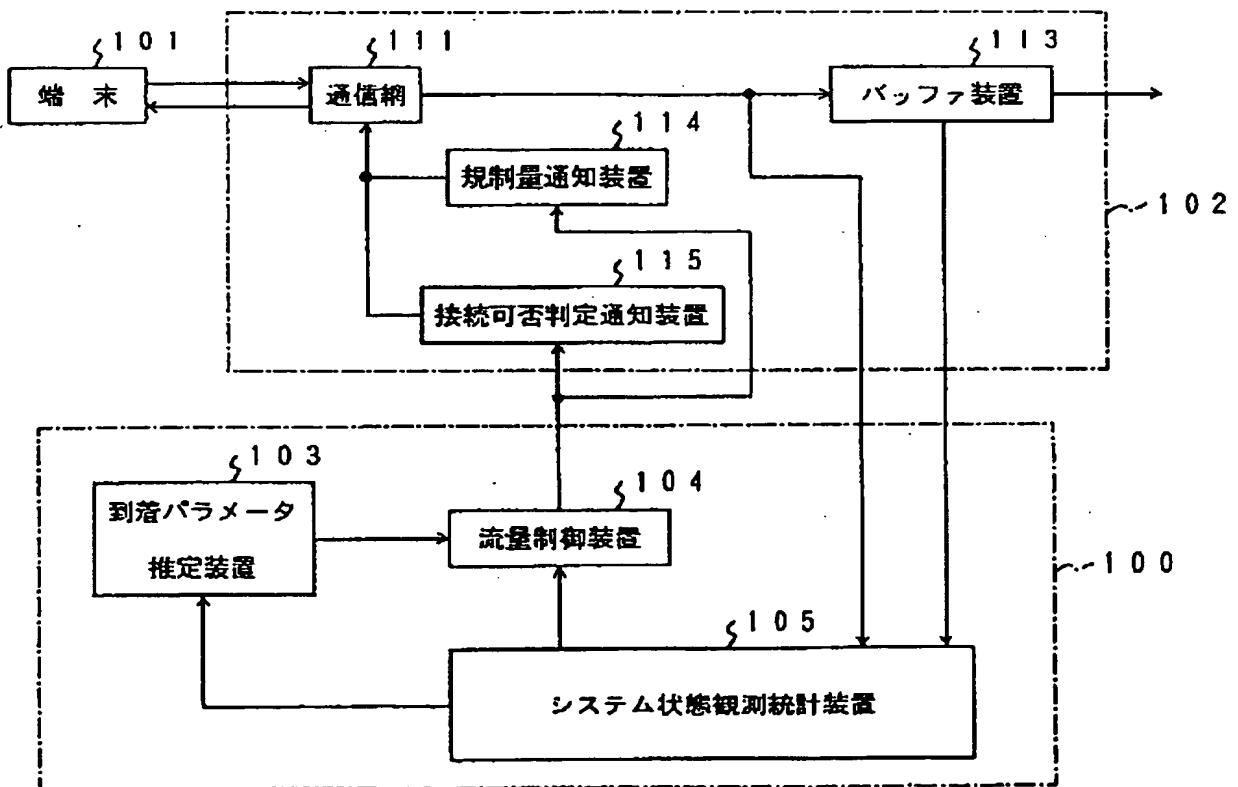 101
端末
111
通信網
113
バッファ装置
114
規制量通知装置
102
115
接続可否判定通知装置
103
到着パラメータ
推定装置
104
流量制御装置
100
105
システム状態観測統計装置